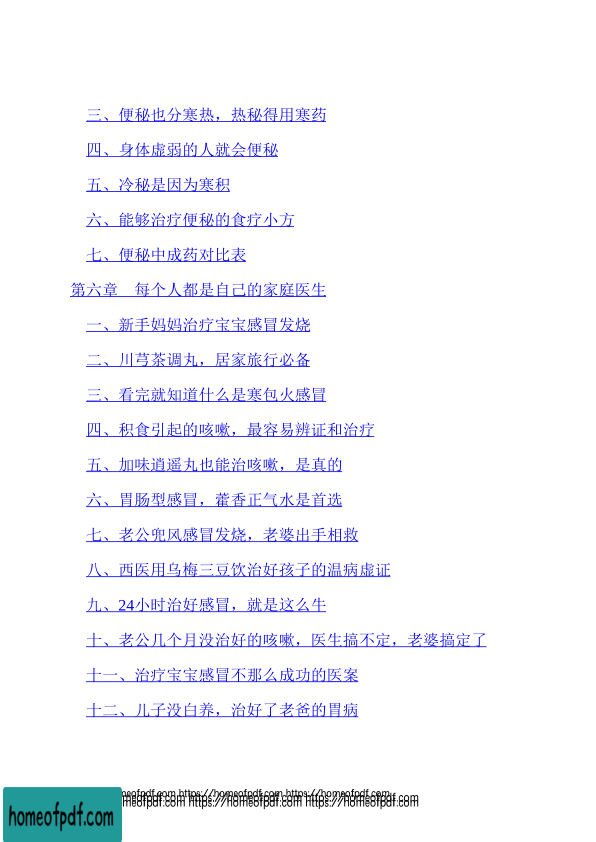 三、便秘也分寒热，热秘得用寒药
四、身体虚弱的人就会便秘
五、冷秘是因为寒积
六、能够治疗便秘的食疗小方
七、便秘中成药对比表
第六章　每个人都是自己的家庭医生
一、新手妈妈治疗宝宝感冒发烧
二、川芎茶调丸，居家旅行必备
三、看完就知道什么是寒包火感冒
四、积食引起的咳嗽，最容易辨证和治疗
五、加味逍遥丸也能治咳嗽，是真的
六、胃肠型感冒，藿香正气水是首选
七、老公兜风感冒发烧，老婆出手相救
八、西医用乌梅三豆饮治好孩子的温病虚证
九、24小时治好感冒，就是这么牛
十、老公几个月没治好的咳嗽，医生搞不定，老婆搞定了
十一、治疗宝宝感冒不那么成功的医案
十二、儿子没白养，治好了老爸的胃病
homeofpdf.com https://homeofpdf.com https://homeofpdf.com
homeofpdf.com https://homeofpdf.com https://homeofpdf.com
homeofpdf.com